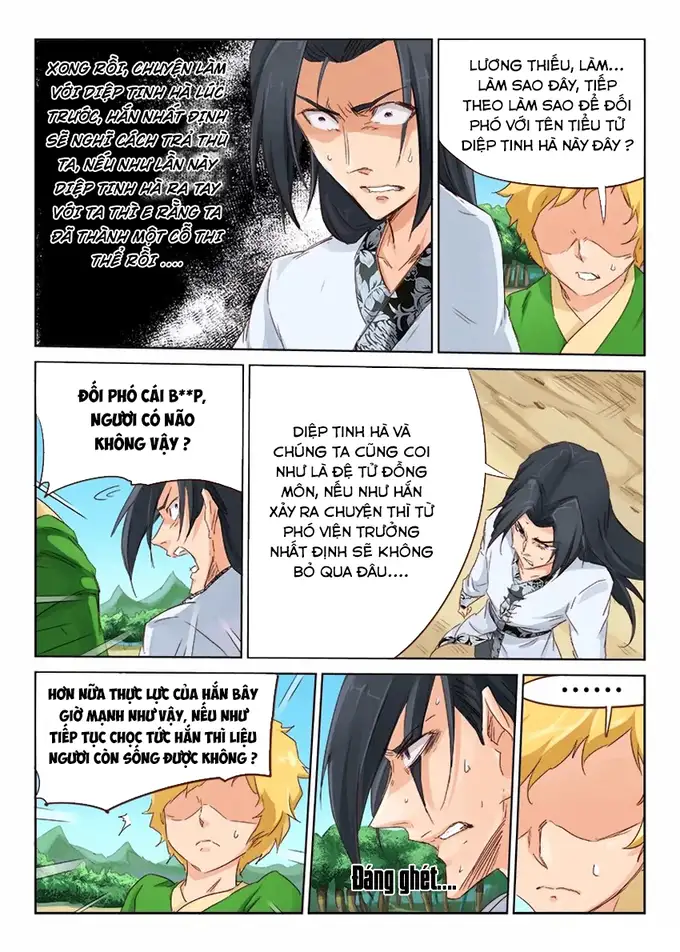 XONG RỒI, CHUYỆN LÀM
VỚI DIỆP TINH HÀ LÚC
TRƯỚC, HẮN NHẤT ĐỊNH
SẼ NGHĨ CÁCH TRẢ THÙ
TA, NẾU NHƯ LẦN NÀY
DIỆP TINH HÀ RA TAY
VỚI TA THÌ E RẰNG TA
ĐÃ THÀNH MỘT CỖ THI
THỂ RỒI ....
LƯƠNG THIẾU, LÀM...
LÀM SAO ĐÂY, TIẾP
THEO LÀM SAO ĐỂ ĐỐI
PHÓ VỚI TÊN TIỂU TỬ
DIỆP TINH HÀ NÀY ĐÂY ?
ĐỐI PHÓ CÁI B**P,
NGƯƠI CÓ NÃO
KHÔNG VẬY ?
DIỆP TINH HÀ VÀ
CHÚNG TA CŨNG COI
NHƯ LÀ ĐỆ TỬ ĐỒNG
MÔN, NẾU NHƯ HẮN
XẢY RA CHUYỆN THÌ TỪ
PHÓ VIỆN TRƯỞNG
NHẤT ĐỊNH SẼ KHÔNG
BỎ QUA ĐÂU....
HƠN NỮA THỰC LỰC CỦA HẮN BÂY
GIỜ MẠNH NHƯ VẬY, NẾU NHƯ
TIẾP TỤC CHỌC TỨC HẮN THÌ LIỆU
NGƯƠI CÒN SỐNG ĐƯỢC KHÔNG ?
Đáng ghét....
......